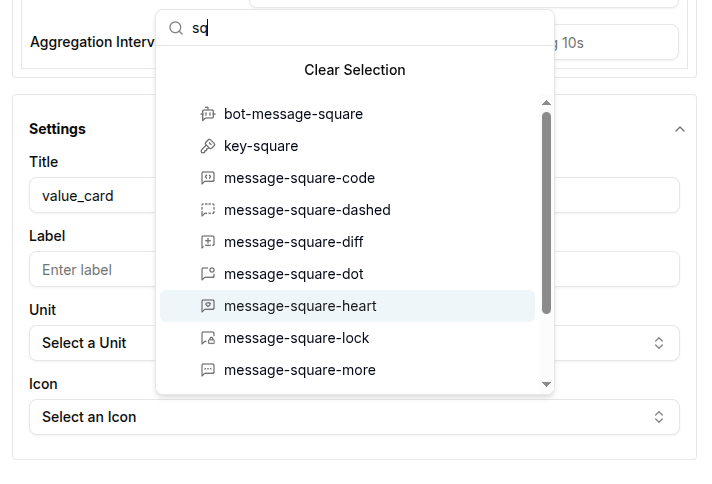 sq
Aggregation Interv
g 10s
Clear Selection
bot-message-square
key-square
message-square-code
message-square-dashed
message-square-diff
message-square-dot
message-square-heart
message-square-lock
message-square-more
Settings
Title
value_card
Label
Enter label
Unit
Select a Unit
Icon
Select an Icon